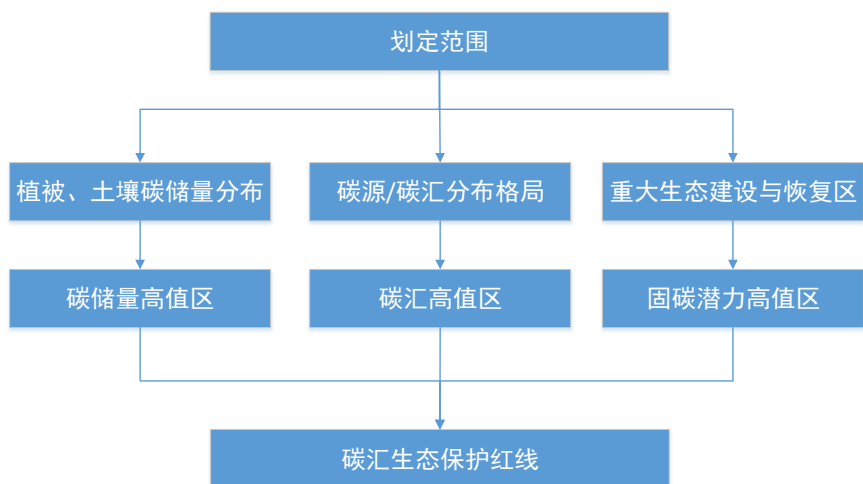 划定范围
植被、土壤碳储量分布
碳源/碳汇分布格局
重大生态建设与恢复区
碳储量高值区
碳汇高值区
固碳潜力高值区
碳汇生态保护红线